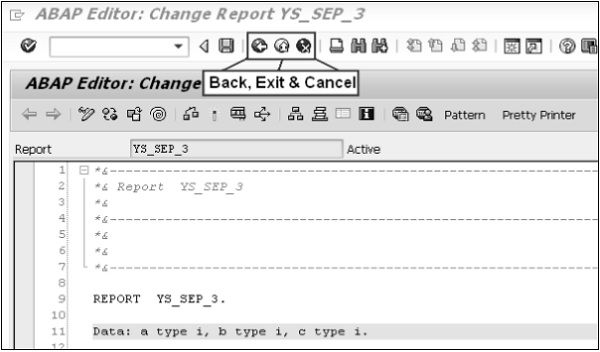 ABAP Editor: Change Report YS_SEP_3
ABAP Editor: Change
Back, Exit & Cancel
Pattern Pretty Printer
Report YS_SEP_3 Active
1 *&---------------------------------------------------------------------
2 *& Report YS_SEP_3
3 *&
4 *&---------------------------------------------------------------------
5 *&
6 *&
7 *&---------------------------------------------------------------------
8
9 REPORT YS_SEP_3.
10
11 Data: a type i, b type i, c type i.
12